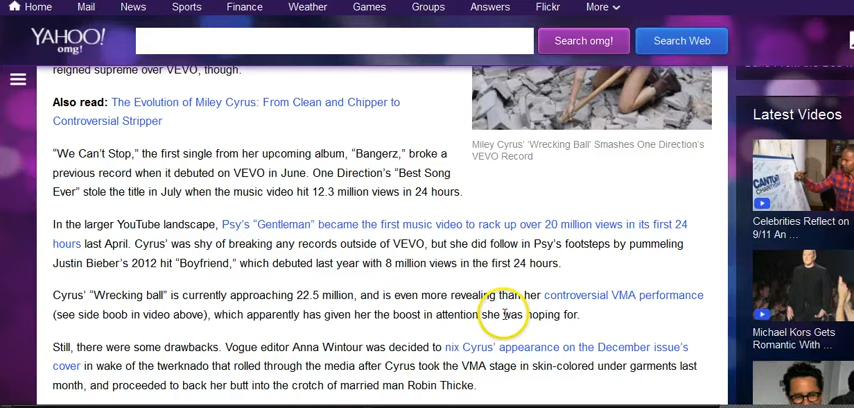 Home Mail News Sports Finance Weather Games Groups Answers Flickr More
YAHOO!
omg!
Search omg! Search Web
reigned supreme over VEVO, though.
Also read: The Evolution of Miley Cyrus: From Clean and Chipper to
Controversial Stripper
Miley Cyrus' 'Wrecking Ball' Smashes One Direction's
VEVO Record
“We Can’t Stop,” the first single from her upcoming album, “Bangerz,” broke a
previous record when it debuted on VEVO in June. One Direction’s “Best Song
Ever” stole the title in July when the music video hit 12.3 million views in 24 hours.
In the larger YouTube landscape, Psy’s “Gentleman” became the first music video to rack up over 20 million views in its first 24
hours last April. Cyrus’ was shy of breaking any records outside of VEVO, but she did follow in Psy’s footsteps by pummeling
Justin Bieber’s 2012 hit “Boyfriend,” which debuted last year with 8 million views in the first 24 hours.
Cyrus’ “Wrecking ball” is currently approaching 22.5 million, and is even more revealing than her controversial VMA performance
(see side boob in video above), which apparently has given her the boost in attention she was hoping for.
Still, there were some drawbacks. Vogue editor Anna Wintour was decided to nix Cyrus’ appearance on the December issue’s
cover in wake of the twerknado that rolled through the media after Cyrus took the VMA stage in skin-colored under garments last
month, and proceeded to back her butt into the crotch of married man Robin Thicke.
Latest Videos
Celebrities Reflect on
9/11 An ...
Michael Kors Gets
Romantic With ...